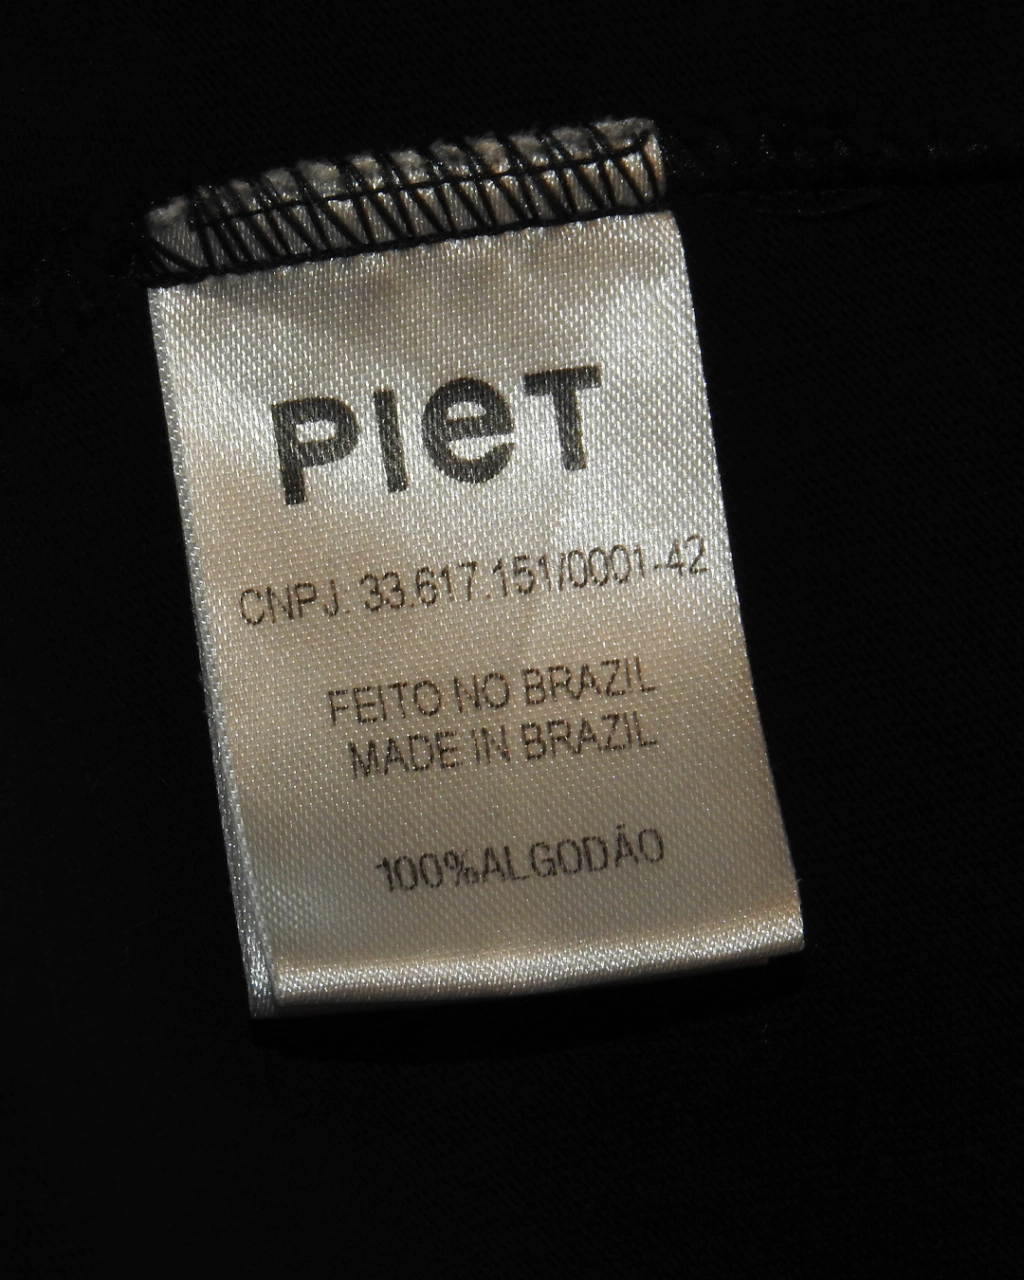 PIeT
CNPJ. 33.617.151/0001-42
FEITO NO BRAZIL
MADE IN BRAZIL
100%ALGODÃO